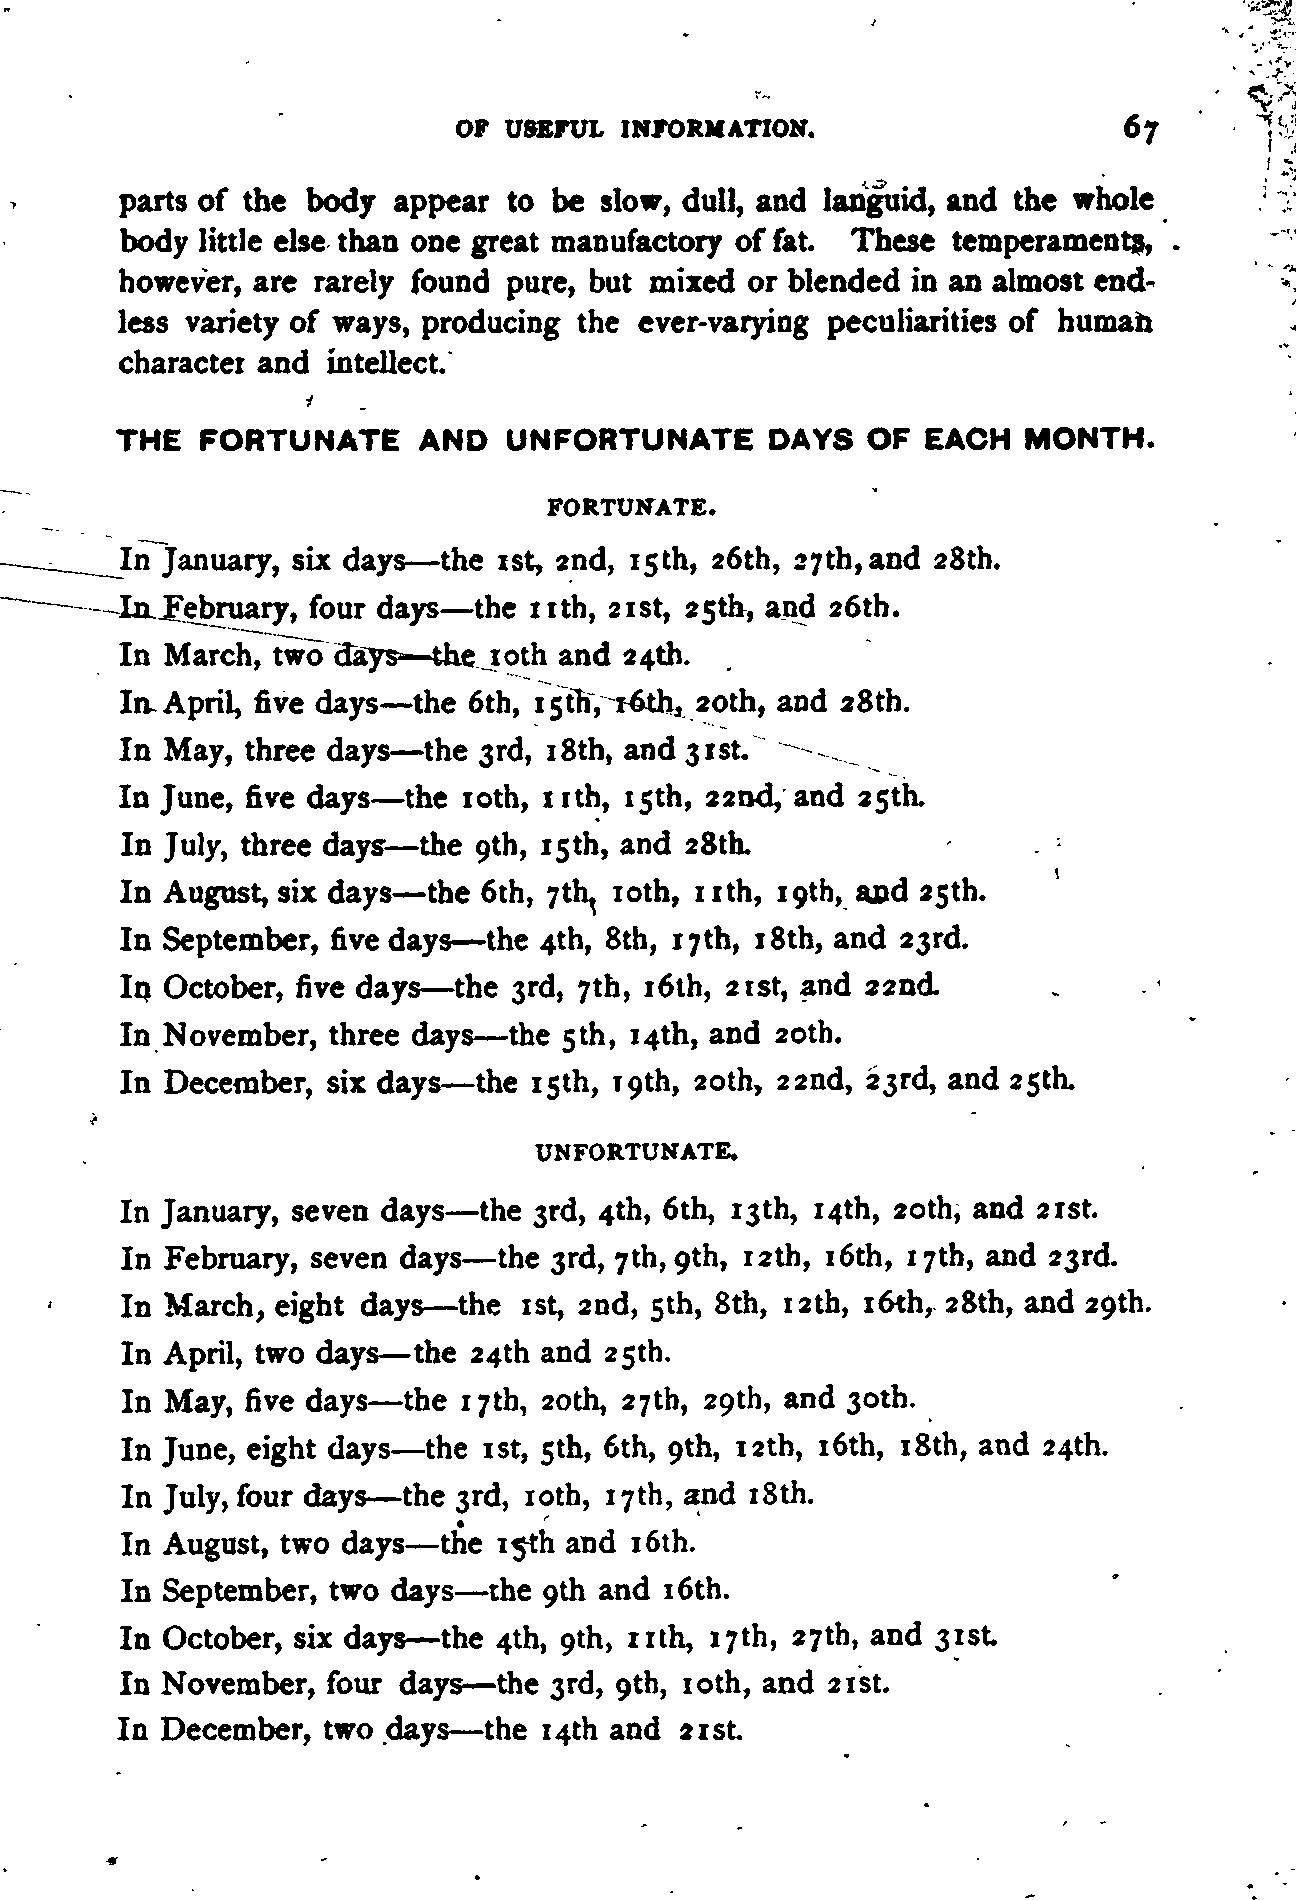 OF USEFUL INFORMATION. 67
parts of the body appear to be slow, dull, and languid, and the whole
body little else than one great manufactory of fat. These temperaments,
however, are rarely found pure, but mixed or blended in an almost end-
less variety of ways, producing the ever-varying peculiarities of human
character and intellect.
THE FORTUNATE AND UNFORTUNATE DAYS OF EACH MONTH.
FORTUNATE.
In January, six days—the 1st, 2nd, 15th, 26th, 27th, and 28th.
In February, four days—the 11th, 21st, 25th, and 26th.
In March, two days—the 10th and 24th.
In April, five days—the 6th, 15th, 16th, 20th, and 28th.
In May, three days—the 3rd, 18th, and 31st.
In June, five days—the 10th, 11th, 15th, 22nd, and 25th.
In July, three days—the 9th, 15th, and 28th.
In August, six days—the 6th, 7th, 10th, 11th, 19th, and 25th.
In September, five days—the 4th, 8th, 17th, 18th, and 23rd.
In October, five days—the 3rd, 7th, 16th, 21st, and 22nd.
In November, three days—the 5th, 14th, and 20th.
In December, six days—the 15th, 19th, 20th, 22nd, 23rd, and 25th.
UNFORTUNATE.
In January, seven days—the 3rd, 4th, 6th, 13th, 14th, 20th, and 21st.
In February, seven days—the 3rd, 7th, 9th, 12th, 16th, 17th, and 23rd.
In March, eight days—the 1st, 2nd, 5th, 8th, 12th, 16th, 28th, and 29th.
In April, two days—the 24th and 25th.
In May, five days—the 17th, 20th, 27th, 29th, and 30th.
In June, eight days—the 1st, 5th, 6th, 9th, 12th, 16th, 18th, and 24th.
In July, four days—the 3rd, 10th, 17th, and 18th.
In August, two days—the 15th and 16th.
In September, two days—the 9th and 16th.
In October, six days—the 4th, 9th, 11th, 17th, 27th, and 31st.
In November, four days—the 3rd, 9th, 10th, and 21st.
In December, two days—the 14th and 21st.